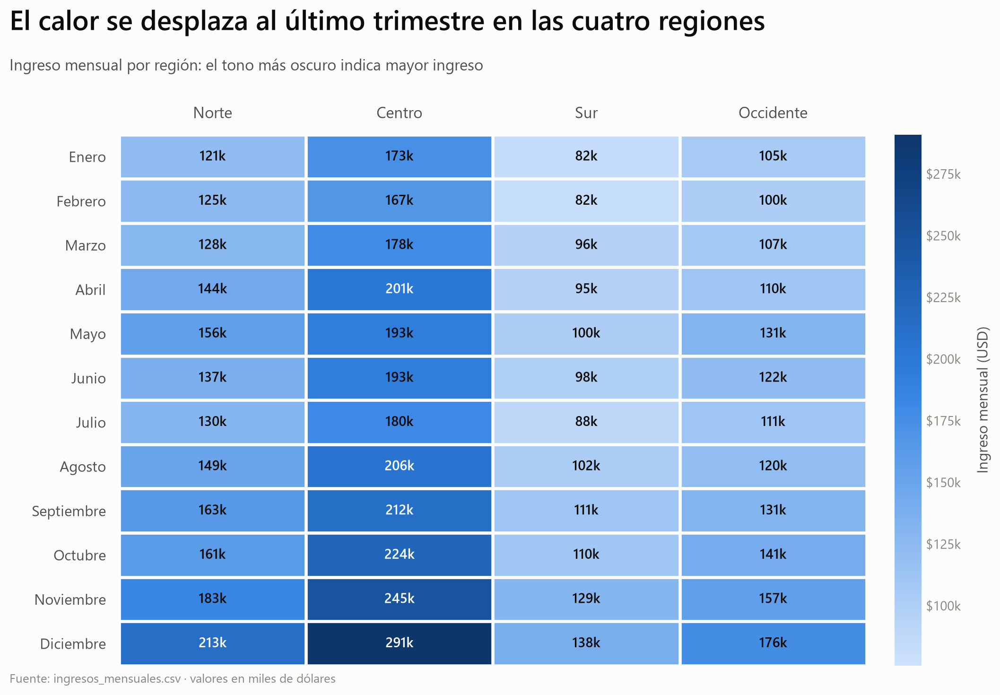 El calor se desplaza al último trimestre en las cuatro regiones
Ingreso mensual por región: el tono más oscuro indica mayor ingreso
Norte Centro Sur Occidente
Enero 121k 173k 82k 105k
Febrero 125k 167k 82k 100k
Marzo 128k 178k 96k 107k
Abril 144k 201k 95k 110k
Mayo 156k 193k 100k 131k
Junio 137k 193k 98k 122k
Julio 130k 180k 88k 111k
Agosto 149k 206k 102k 120k
Septiembre 163k 212k 111k 131k
Octubre 161k 224k 110k 141k
Noviembre 183k 245k 129k 157k
Diciembre 213k 291k 138k 176k
$275k
$250k
$225k
$200k
$175k
$150k
$125k
$100k
Ingreso mensual (USD)
Fuente: ingresos_mensuales.csv · valores en miles de dólares